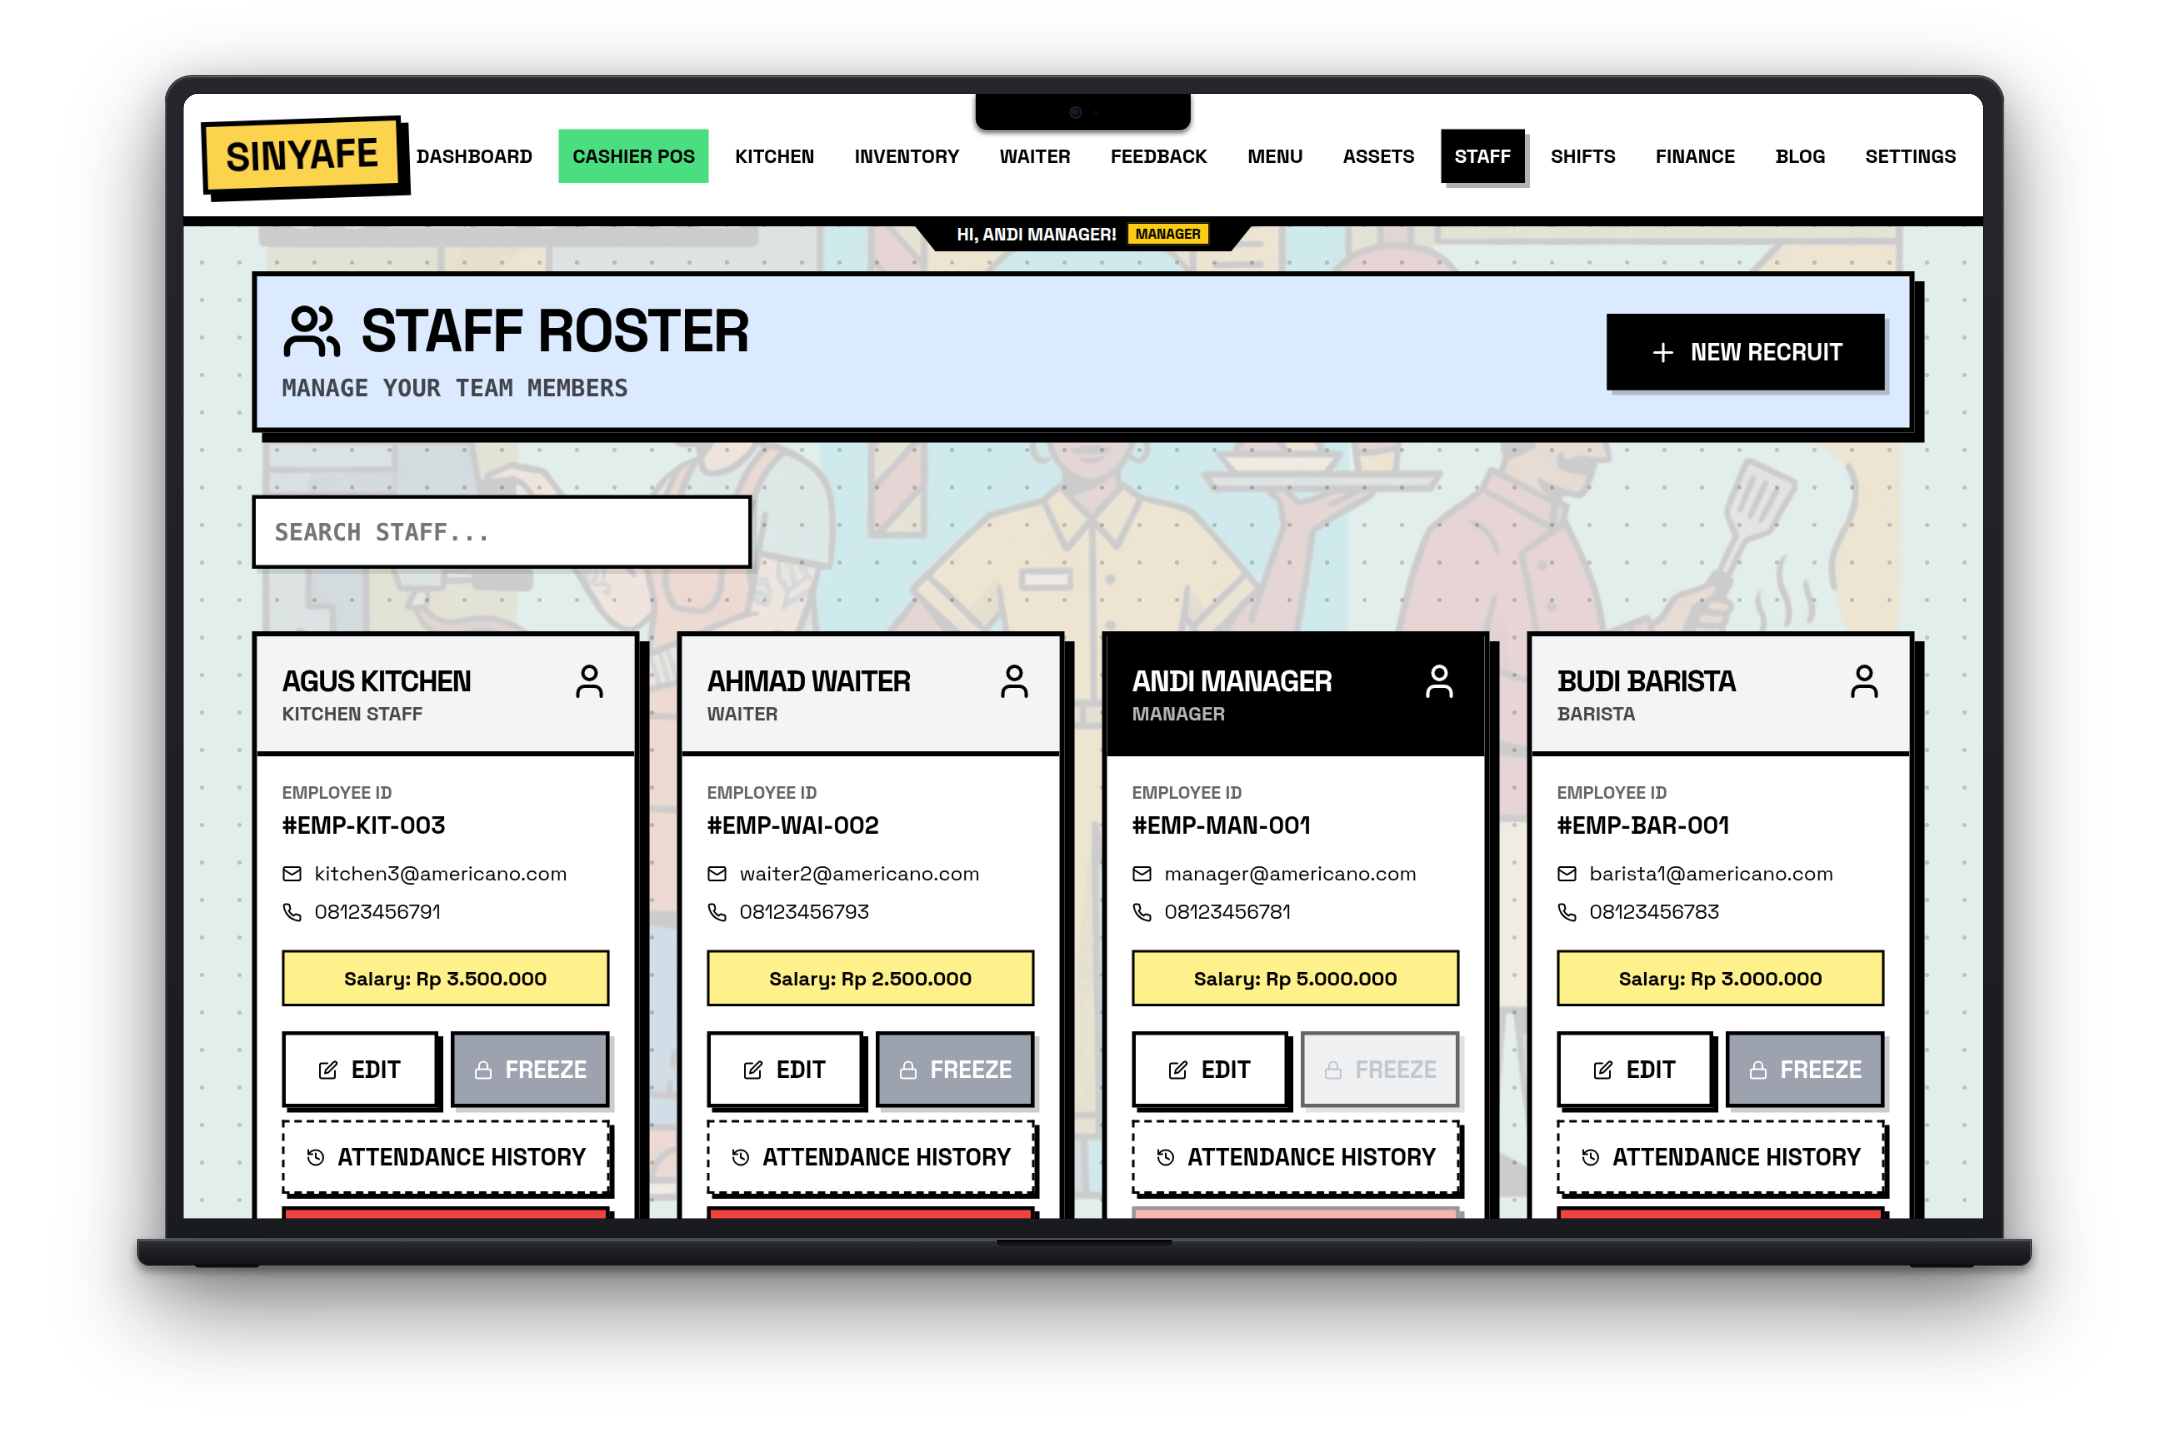 SINYAFE
DASHBOARD CASHIER POS KITCHEN INVENTORY WAITER FEEDBACK MENU ASSETS STAFF SHIFTS FINANCE BLOG SETTINGS
HI, ANDI MANAGER! MANAGER
STAFF ROSTER
MANAGE YOUR TEAM MEMBERS
+ NEW RECRUIT
SEARCH STAFF...
AGUS KITCHEN
KITCHEN STAFF
EMPLOYEE ID
#EMP-KIT-003
kitchen3@americano.com
08123456791
Salary: Rp 3.500.000
EDIT FREEZE
ATTENDANCE HISTORY
AHMAD WAITER
WAITER
EMPLOYEE ID
#EMP-WAI-002
waiter2@americano.com
08123456793
Salary: Rp 2.500.000
EDIT FREEZE
ATTENDANCE HISTORY
ANDI MANAGER
MANAGER
EMPLOYEE ID
#EMP-MAN-001
manager@americano.com
08123456781
Salary: Rp 5.000.000
EDIT FREEZE
ATTENDANCE HISTORY
BUDI BARISTA
BARISTA
EMPLOYEE ID
#EMP-BAR-001
barista1@americano.com
08123456783
Salary: Rp 3.000.000
EDIT FREEZE
ATTENDANCE HISTORY